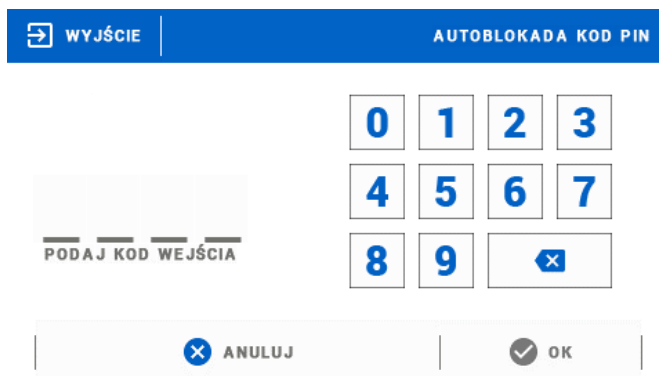 WYJŚCIE
AUTOBLOKADA KOD PIN
0 1 2 3
4 5 6 7
PODAJ KOD WEJŚCIA
8 9
ANULUJ
OK